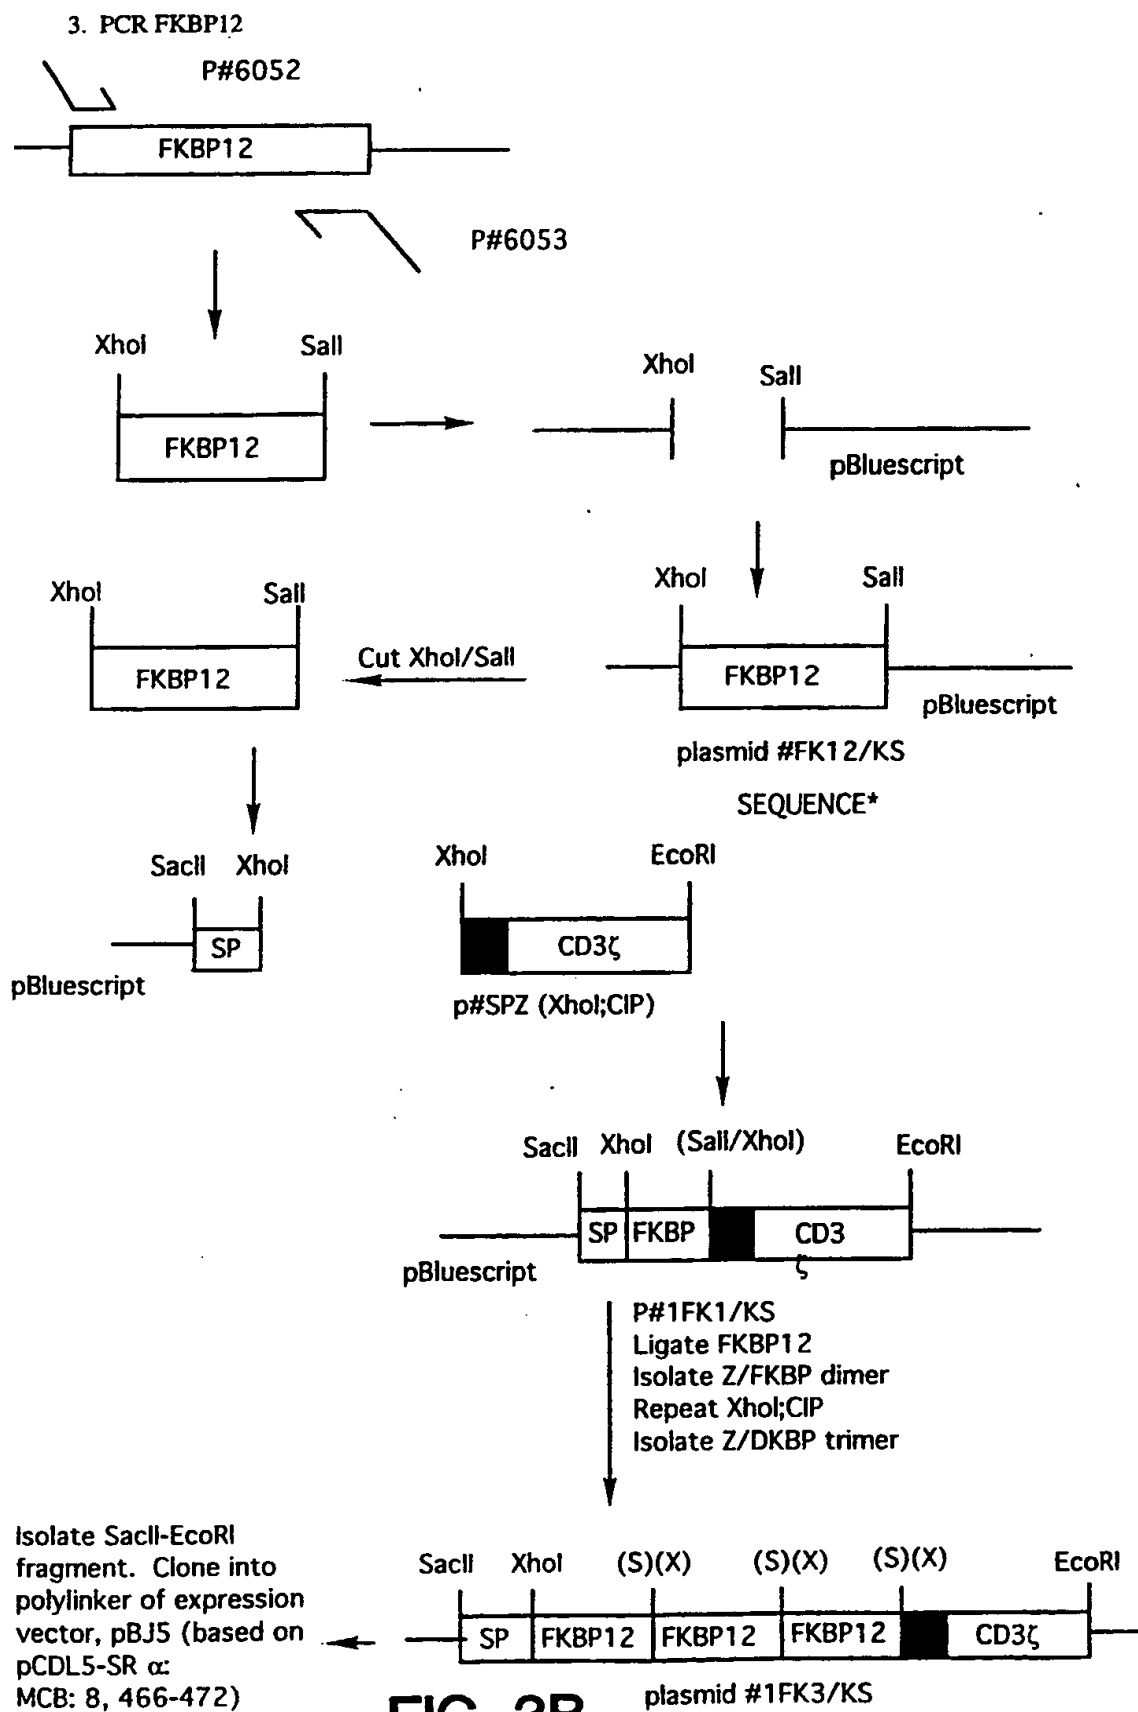 3. PCR FKBP12
P#6052
FKBP12
P#6053
XhoI SalI
FKBP12
XhoI SalI
pBluescript
XhoI SalI
FKBP12
pBluescript
plasmid #FK12/KS
SEQUENCE*
Cut XhoI/SalI
XhoI SalI
FKBP12
SacII XhoI
SP
pBluescript
XhoI EcoRI
CD3ζ
p#SPZ (XhoI;CIP)
SacII XhoI (SalI/XhoI) EcoRI
SP FKBP CD3
ζ
pBluescript
P#1FK1/KS
Ligate FKBP12
Isolate Z/FKBP dimer
Repeat XhoI;CIP
Isolate Z/DKBP trimer
SacII XhoI (S)(X) (S)(X) (S)(X) EcoRI
SP FKBP12 FKBP12 FKBP12 CD3ζ
plasmid #1FK3/KS
Isolate SacII-EcoRI
fragment. Clone into
polylinker of expression
vector, pBJ5 (based on
pCDL5-SR α:
MCB: 8, 466-472)